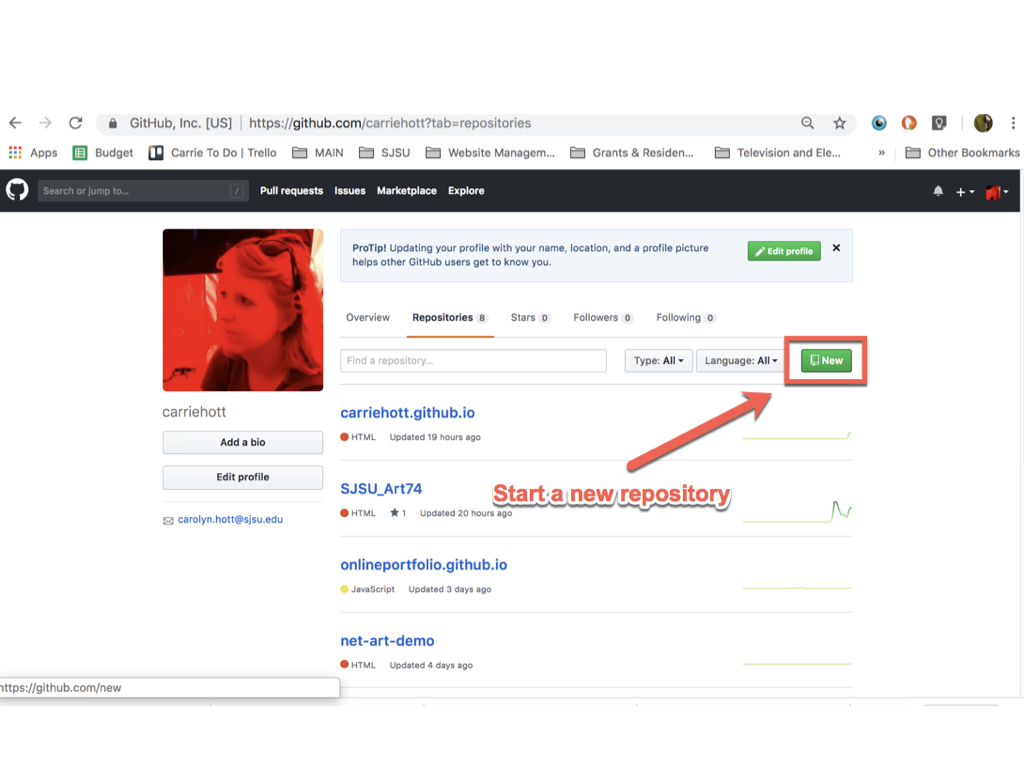 GitHub, Inc. [US] | https://github.com/carriehott?tab=repositories
Apps Budget Carrie To Do | Trello MAIN SJSU Website Managem... Grants & Residen... Television and Ele... » Other Bookmarks
Search or jump to... / Pull requests Issues Marketplace Explore
ProTip! Updating your profile with your name, location, and a profile picture
helps other GitHub users get to know you.
Edit profile
Overview Repositories 8 Stars 0 Followers 0 Following 0
Find a repository... Type: All Language: All New
carriehott
Add a bio
Edit profile
carolyn.hott@sjsu.edu
carriehott.github.io
HTML Updated 19 hours ago
Start a new repository
SJSU_Art74
HTML 1 Updated 20 hours ago
onlineportfolio.github.io
JavaScript Updated 3 days ago
net-art-demo
HTML Updated 4 days ago
https://github.com/new